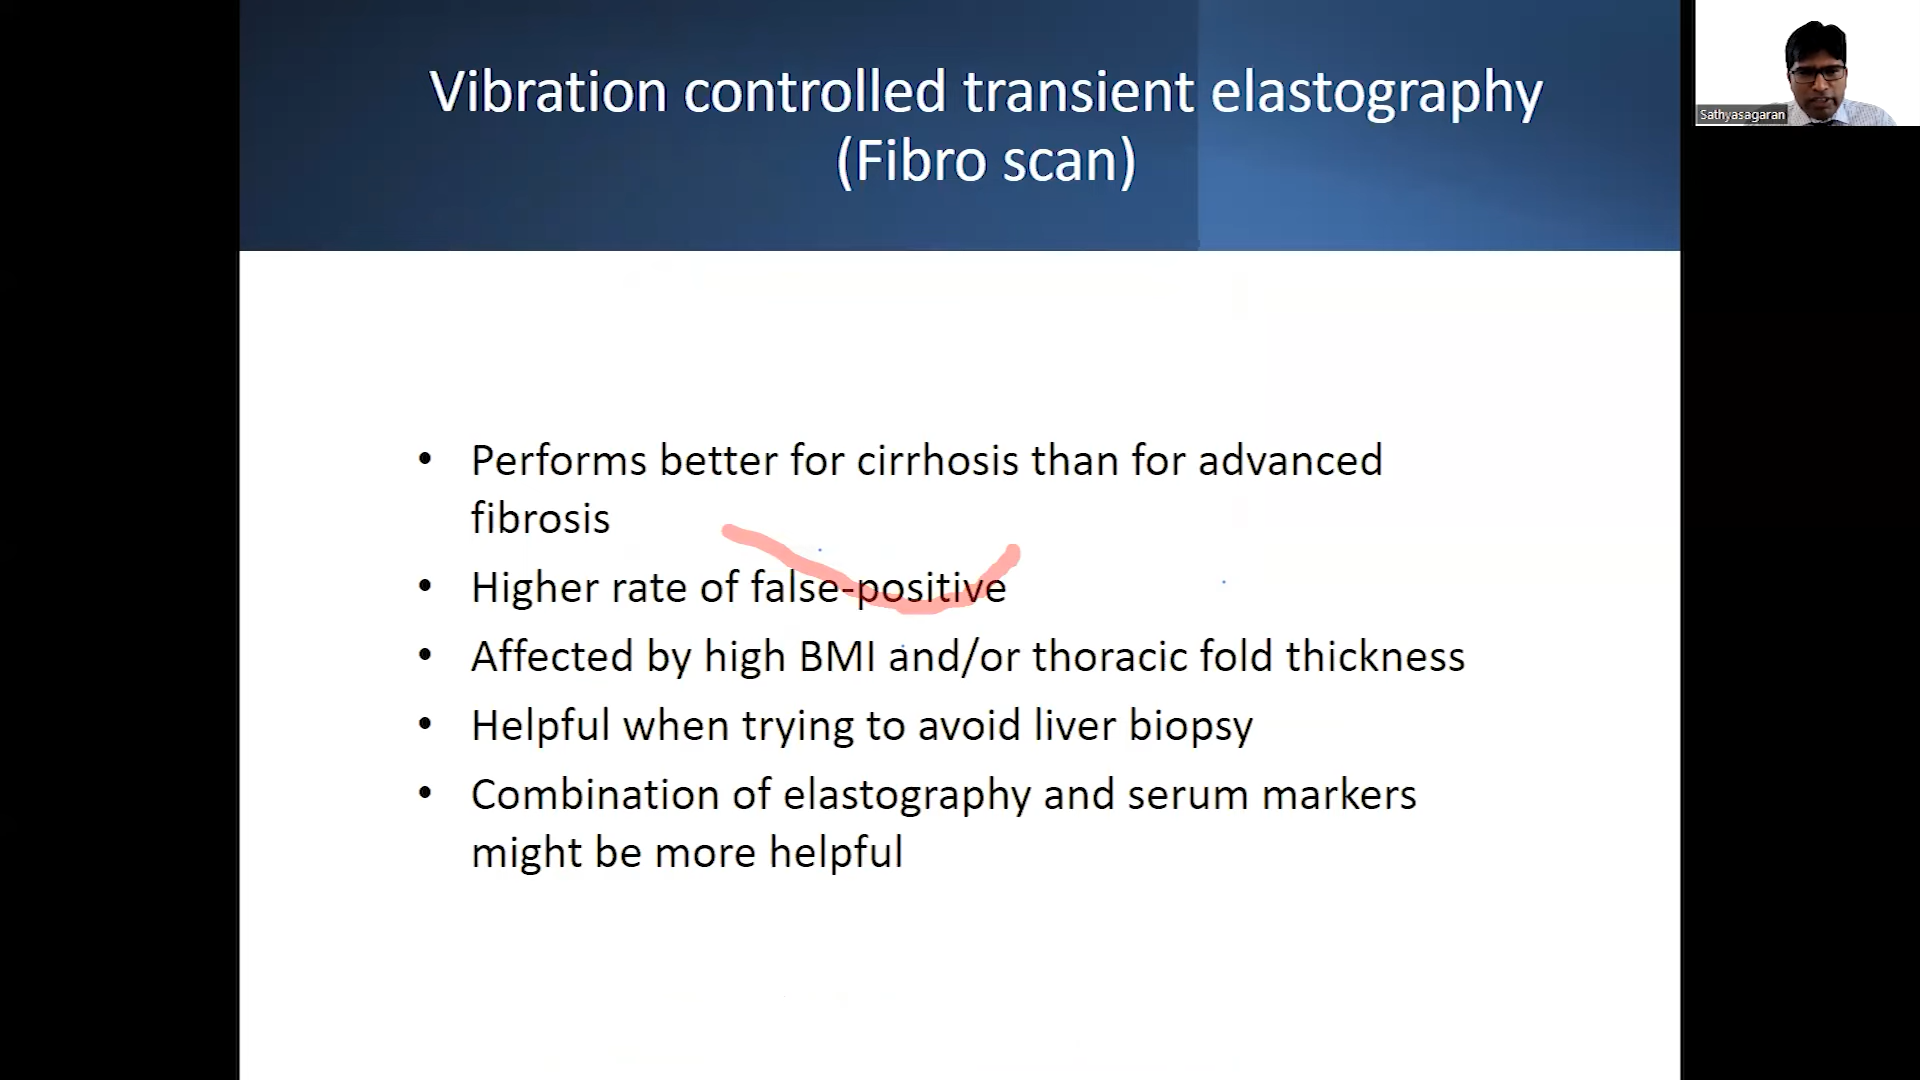 Vibration controlled transient elastography
(Fibro scan)
Sathyasagaran
• Performs better for cirrhosis than for advanced
fibrosis
• Higher rate of false-positive
• Affected by high BMI and/or thoracic fold thickness
• Helpful when trying to avoid liver biopsy
• Combination of elastography and serum markers
might be more helpful